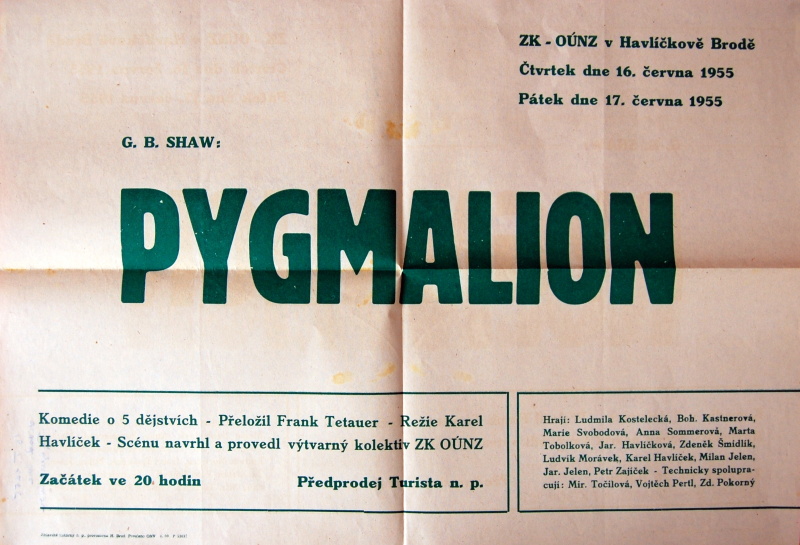 ZK - OÚNZ v Havlíčkově Brodě
Čtvrtek dne 16. června 1955
Pátek dne 17. června 1955
G. B. SHAW:
PYGMALION
Komedie o 5 dějstvích - Přeložil Frank Tetauer - Režie Karel
Havlíček - Scénu navrhl a provedl výtvarný kolektiv ZK OÚNZ
Začátek ve 20 hodin Předprodej Turista n. p.
Hrají: Ludmila Kostelecká, Boh. Kastnerová,
Marie Svobodová, Anna Sommerová, Marta
Tobolková, Jar. Havlíčková, Zdeněk Šmidlík,
Ludvik Morávek, Karel Havlíček, Milan Jelen,
Jar. Jelen, Petr Zajíček - Technicky spolupra-
cují: Mir. Točilová, Vojtěch Pertl, Zd. Pokorný